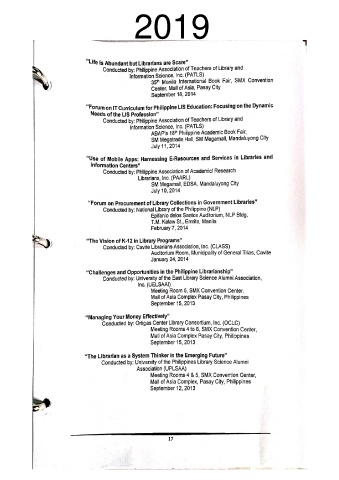 2019
"Life is Abundant but Librarians are Scare"
Conducted by: Philippine Association of Teachers of Library and
Information Science, Inc. (PATLS)
35th Manila International Book Fair, SMX Convention
Center, Mall of Asia, Pasay City
September 18, 2014
"Forum on IT Curriculum for Philippine LIS Education: Focusing on the Dynamic
Needs of the LIS Profession"
Conducted by: Philippine Association of Teachers of Library and
Information Science, Inc. (PATLS)
ABAP's 18th Philippine Academic Book Fair,
SM Megatrade Hall, SM Megamall, Mandaluyong City
July 11, 2014
"Use of Mobile Apps: Harnessing E-Resources and Services in Libraries and
Information Centers"
Conducted by: Philippine Association of Academic/ Research
Librarians, Inc. (PAARL)
SM Megamall, EDSA, Mandaluyong City
July 10, 2014
"Forum on Procurement of Library Collections in Government Libraries"
Conducted by: National Library of the Philippine (NLP)
Epifanio delos Santos Auditorium, NLP Bldg,
T.M. Kalaw St., Ermita, Manila
February 7, 2014
"The Vision of K-12 in Library Programs"
Conducted by: Cavite Librarians Association, Inc. (CLASS)
Auditorium Room, Municipality of General Trias, Cavite
January 24, 2014
"Challenges and Opportunities in the Philippine Librarianship"
Conducted by: University of the East Library Science Alumni Association,
Inc. (UELSAAI)
Meeting Room 5, SMX Convention Center,
Mall of Asia Complex Pasay City, Philippines
September 15, 2013
"Managing Your Money Effectively"
Conducted by: Ortigas Center Library Consortium, Inc. (OCLC)
Meeting Rooms 4 to 6, SMX Convention Center,
Mall of Asia Complex, Pasay City, Philippines
September 15, 2013
"The Librarian as a System Thinker in the Emerging Future"
Conducted by: University of the Philippines Library Science Alumni
Association (UPLSAA)
Meeting Rooms 4 & 5, SMX Convention Center,
Mall of Asia Complex, Pasay City, Philippines
September 12, 2013
17